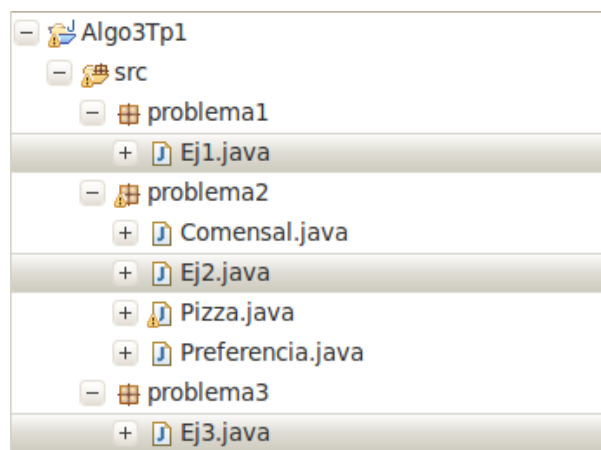 Algo3Tp1
src
problema1
Ej1.java
problema2
Comensal.java
Ej2.java
Pizza.java
Preferencia.java
problema3
Ej3.java